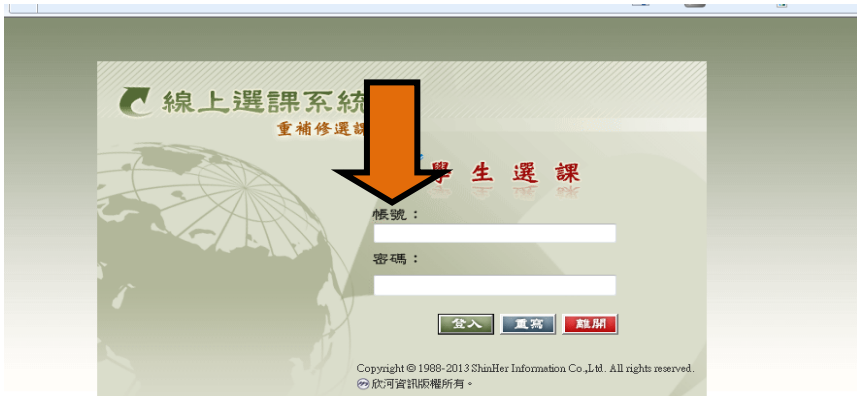 線上選課系統
重補修選課
學生選課
帳號：
密碼：
登入 重寫 離開
Copyright © 1988-2013 ShinHer Information Co.,Ltd. All rights reserved.
欣河資訊版權所有。